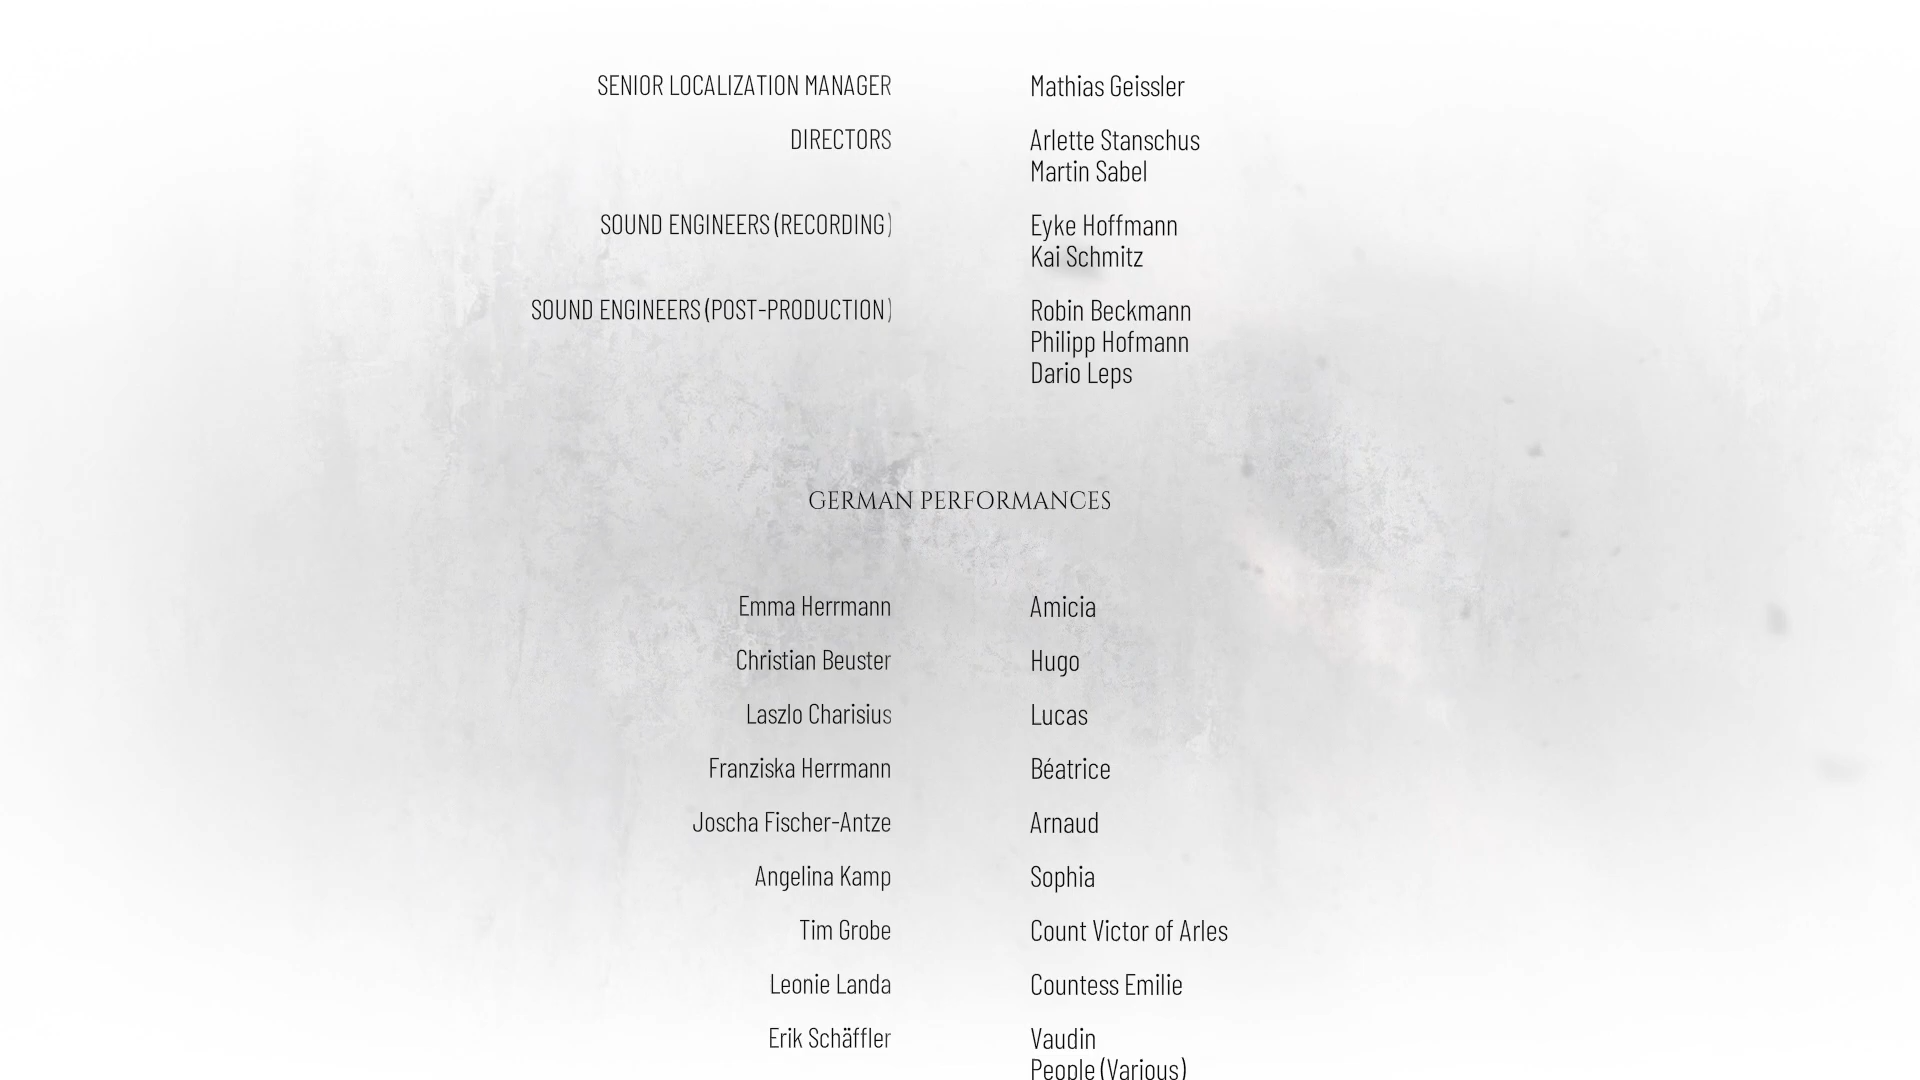 SENIOR LOCALIZATION MANAGER Mathias Geissler
DIRECTORS Arlette Stanschus
Martin Sabel
SOUND ENGINEERS (RECORDING) Eyke Hoffmann
Kai Schmitz
SOUND ENGINEERS (POST-PRODUCTION) Robin Beckmann
Philipp Hofmann
Dario Leps
GERMAN PERFORMANCES
Emma Herrmann Amicia
Christian Beuster Hugo
Laszlo Charisius Lucas
Franziska Herrmann Béatrice
Joscha Fischer-Antze Arnaud
Angelina Kamp Sophia
Tim Grobe Count Victor of Arles
Leonie Landa Countess Emilie
Erik Schäffler Vaudin
People (Various)